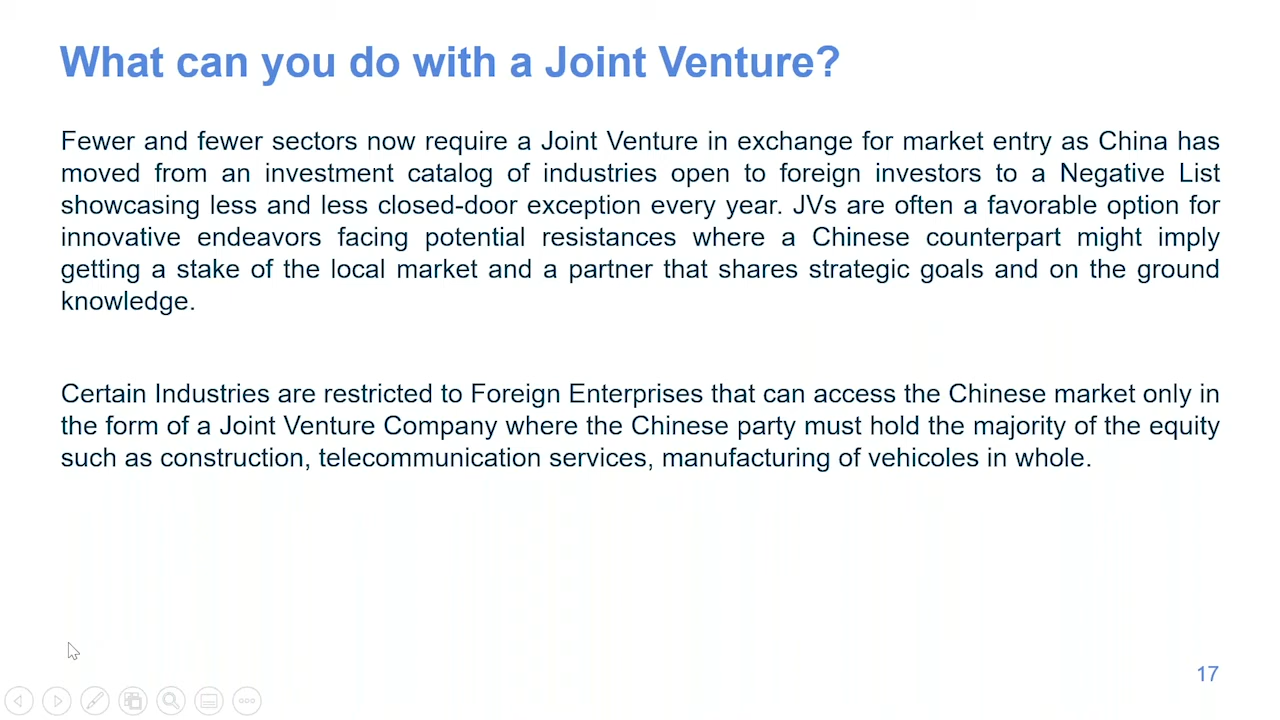 What can you do with a Joint Venture?
Fewer and fewer sectors now require a Joint Venture in exchange for market entry as China has
moved from an investment catalog of industries open to foreign investors to a Negative List
showcasing less and less closed-door exception every year. JVs are often a favorable option for
innovative endeavors facing potential resistances where a Chinese counterpart might imply
getting a stake of the local market and a partner that shares strategic goals and on the ground
knowledge.
Certain Industries are restricted to Foreign Enterprises that can access the Chinese market only in
the form of a Joint Venture Company where the Chinese party must hold the majority of the equity
such as construction, telecommunication services, manufacturing of vehicoles in whole.
17